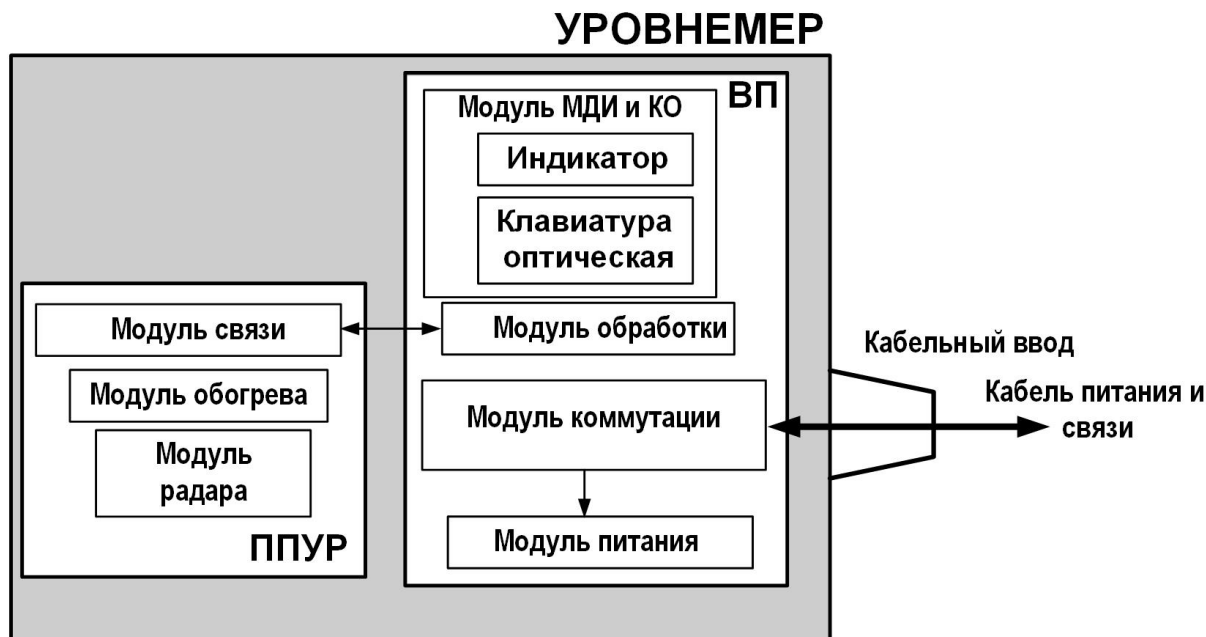 УРОВНЕМЕР
ВП
Модуль МДИ и КО
Индикатор
Клавиатура
оптическая
Модуль связи
Модуль обработки
Модуль обогрева
Модуль
радара
ППУР
Модуль коммутации
Модуль питания
Кабельный ввод
Кабель питания и
связи